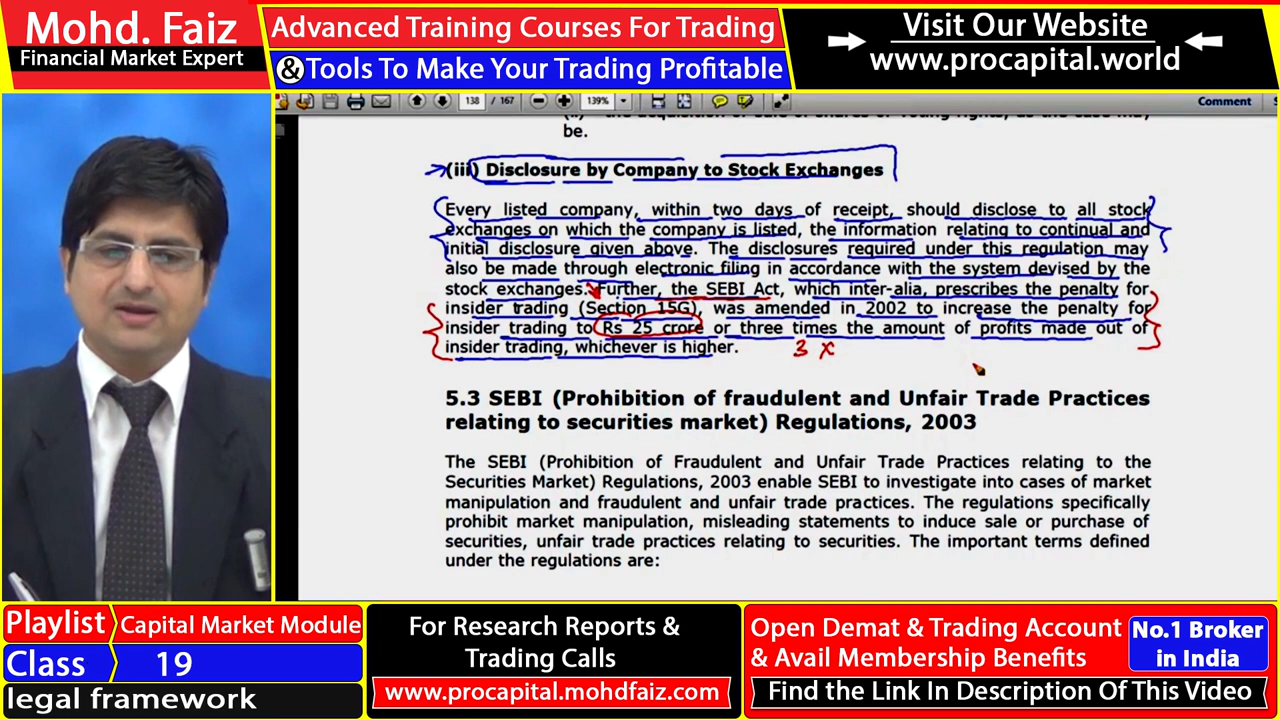 Mohd. Faiz
Financial Market Expert
Advanced Training Courses For Trading
& Tools To Make Your Trading Profitable
Visit Our Website
www.procapital.world
138 / 167
139%
Comment
be.
(iii) Disclosure by Company to Stock Exchanges
Every listed company, within two days of receipt, should disclose to all stock
exchanges on which the company is listed, the information relating to continual and
initial disclosure given above. The disclosures required under this regulation may
also be made through electronic filing in accordance with the system devised by the
stock exchanges. Further, the SEBI Act, which inter-alia, prescribes the penalty for
insider trading (Section 15G), was amended in 2002 to increase the penalty for
insider trading to Rs 25 crore or three times the amount of profits made out of
insider trading, whichever is higher.
3 x
5.3 SEBI (Prohibition of fraudulent and Unfair Trade Practices
relating to securities market) Regulations, 2003
The SEBI (Prohibition of Fraudulent and Unfair Trade Practices relating to the
Securities Market) Regulations, 2003 enable SEBI to investigate into cases of market
manipulation and fraudulent and unfair trade practices. The regulations specifically
prohibit market manipulation, misleading statements to induce sale or purchase of
securities, unfair trade practices relating to securities. The important terms defined
under the regulations are:
Playlist
Capital Market Module
Class
19
legal framework
For Research Reports &
Trading Calls
www.procapital.mohdfaiz.com
Open Demat & Trading Account
& Avail Membership Benefits
No.1 Broker
in India
Find the Link In Description Of This Video